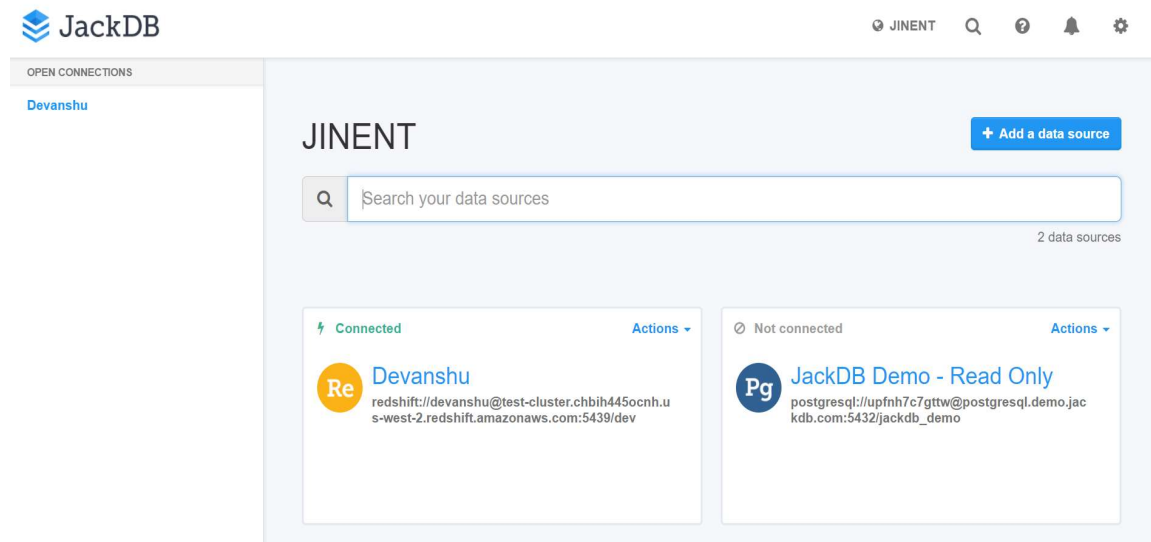 JackDB
JINENT
OPEN CONNECTIONS
Devanshu
JINENT
+ Add a data source
Search your data sources
2 data sources
Connected
Actions
Re
Devanshu
redshift://devanshu@test-cluster.chbih445ocnh.u
s-west-2.redshift.amazonaws.com:5439/dev
Not connected
Actions
Pg
JackDB Demo - Read Only
postgresql://upfnh7c7gttw@postgresql.demo.jac
kdb.com:5432/jackdb_demo